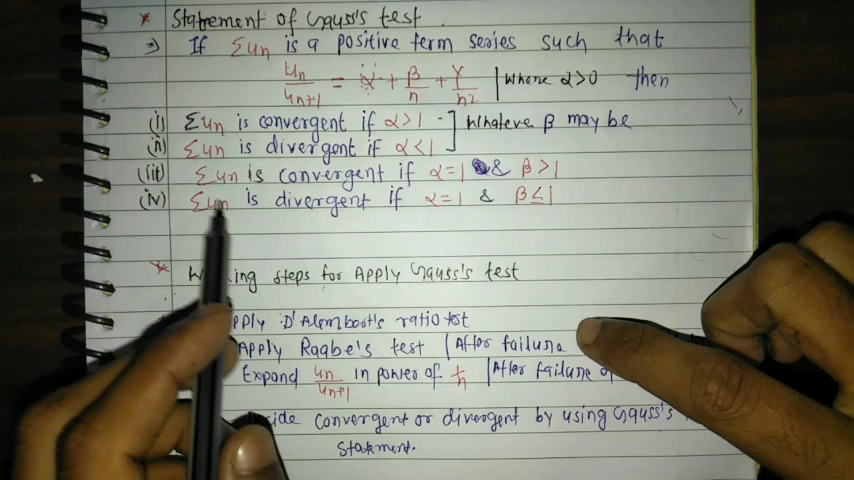 * Statement of Gauss's test.
⇒ If Σun is a positive term series such that
un/un+1 = α + β/n + γ/n2 | where α>0 then
(i) Σun is convergent if α>1 ] Whatever β may be
(ii) Σun is divergent if α<1
(iii) Σun is convergent if α=1 & β>1
(iv) Σun is divergent if α=1 & β≤1
* Working steps for Apply Gauss's test
D'Alembart's ratio test
Apply Raabe's test | After failure
Expand un/un+1 in power of 1/n | After failure of
convergent or divergent by using Gauss's
Statment.